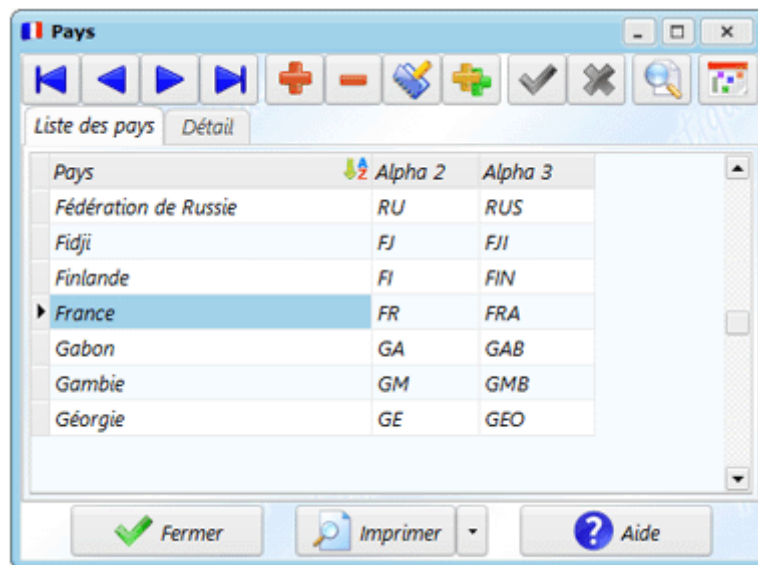 Pays
Liste des pays Détail
Pays Alpha 2 Alpha 3
Fédération de Russie RU RUS
Fidji FJ FJI
Finlande FI FIN
France FR FRA
Gabon GA GAB
Gambie GM GMB
Géorgie GE GEO
Fermer Imprimer Aide